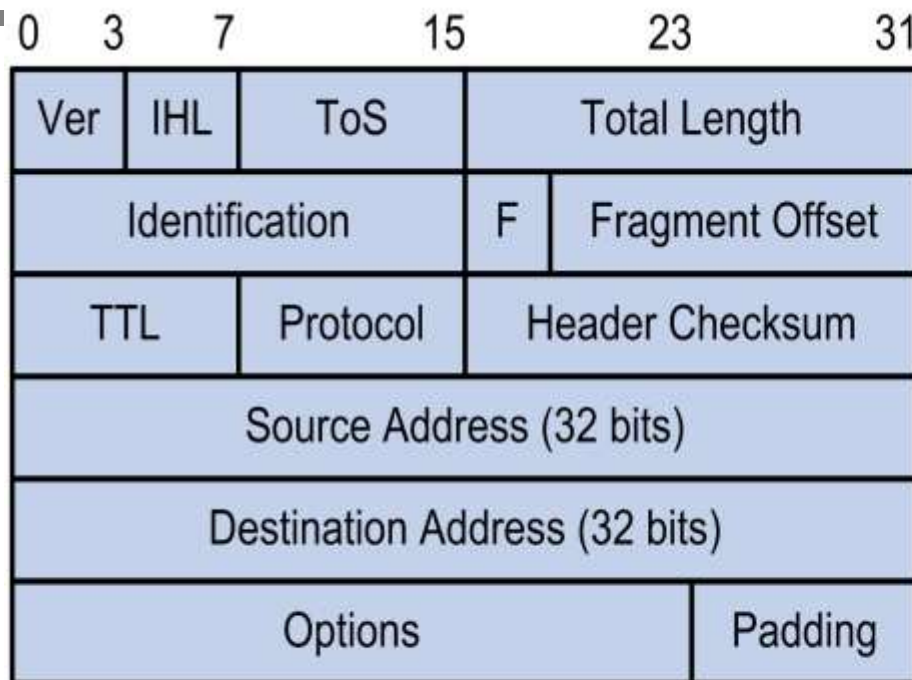 0 3 7 15 23 31
Ver IHL ToS Total Length
Identification F Fragment Offset
TTL Protocol Header Checksum
Source Address (32 bits)
Destination Address (32 bits)
Options Padding